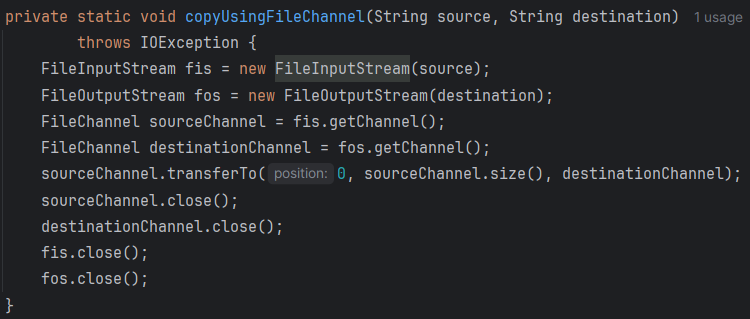 private static void copyUsingFileChannel(String source, String destination) 1 usage
throws IOException {
FileInputStream fis = new FileInputStream(source);
FileOutputStream fos = new FileOutputStream(destination);
FileChannel sourceChannel = fis.getChannel();
FileChannel destinationChannel = fos.getChannel();
sourceChannel.transferTo( position: 0, sourceChannel.size(), destinationChannel);
sourceChannel.close();
destinationChannel.close();
fis.close();
fos.close();
}